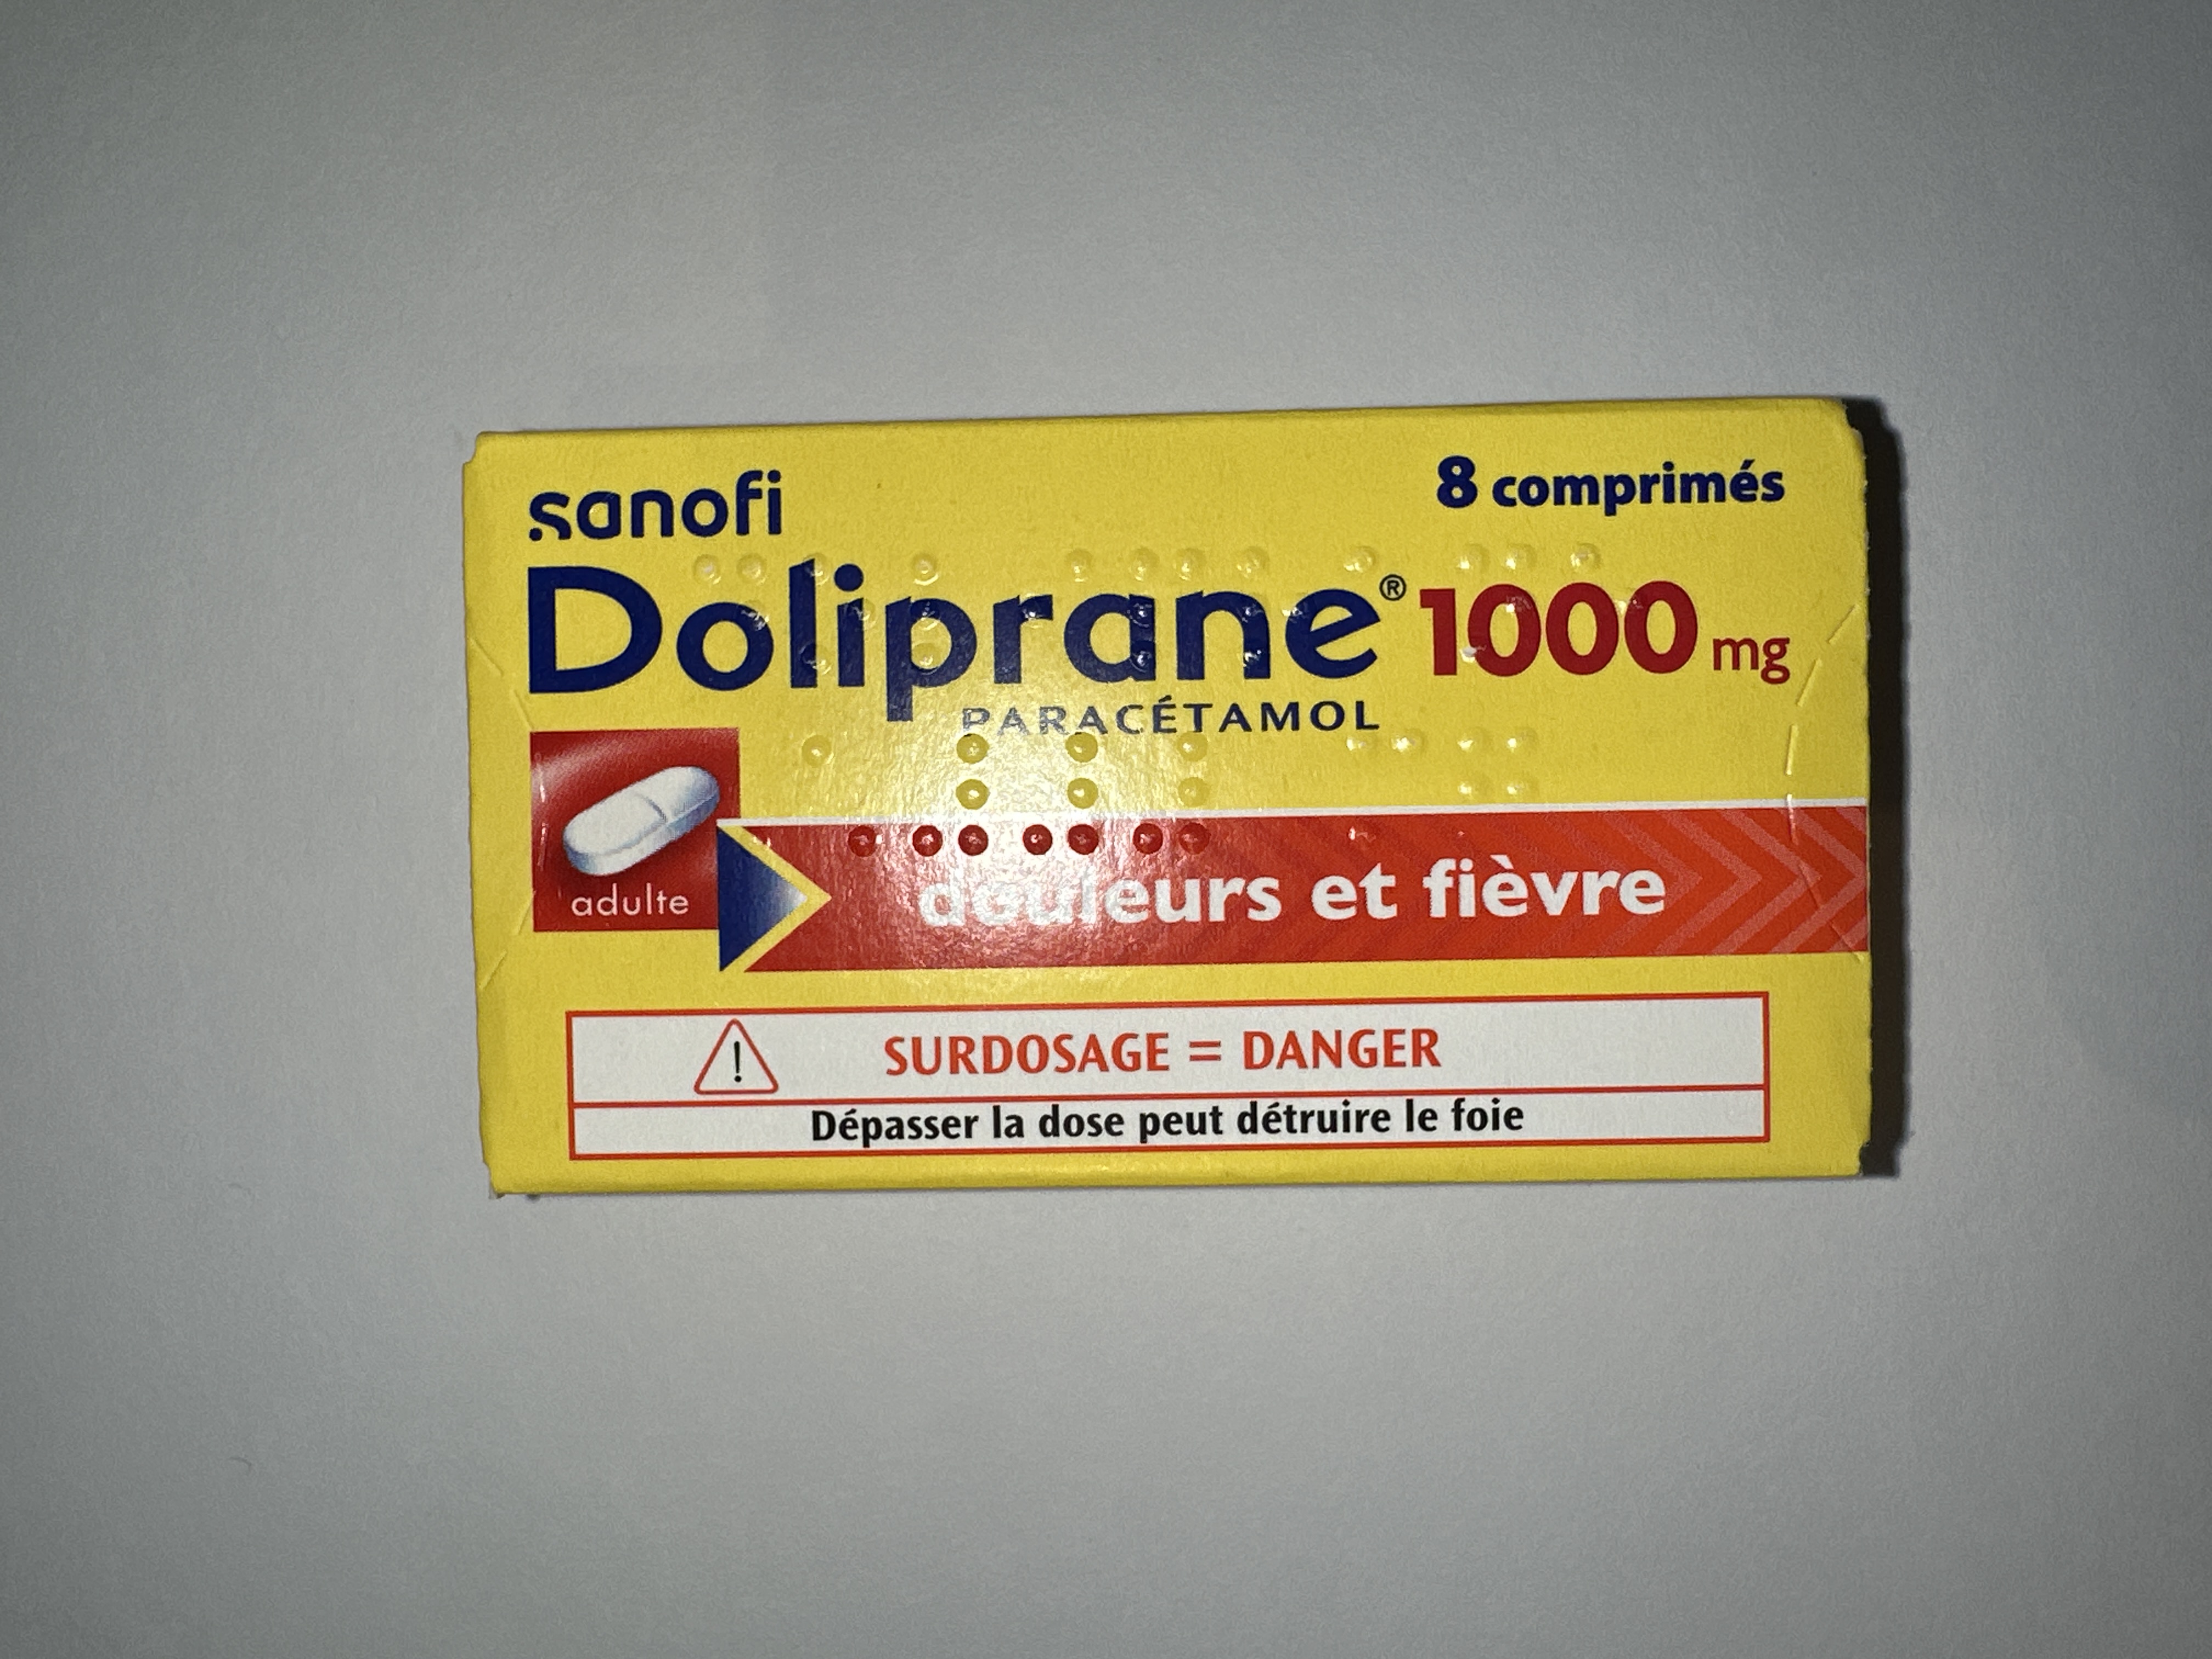 sanofi
8 comprimés
Doliprane® 1000 mg
PARACÉTAMOL
adulte
douleurs et fièvre
!
SURDOSAGE = DANGER
Dépasser la dose peut détruire le foie